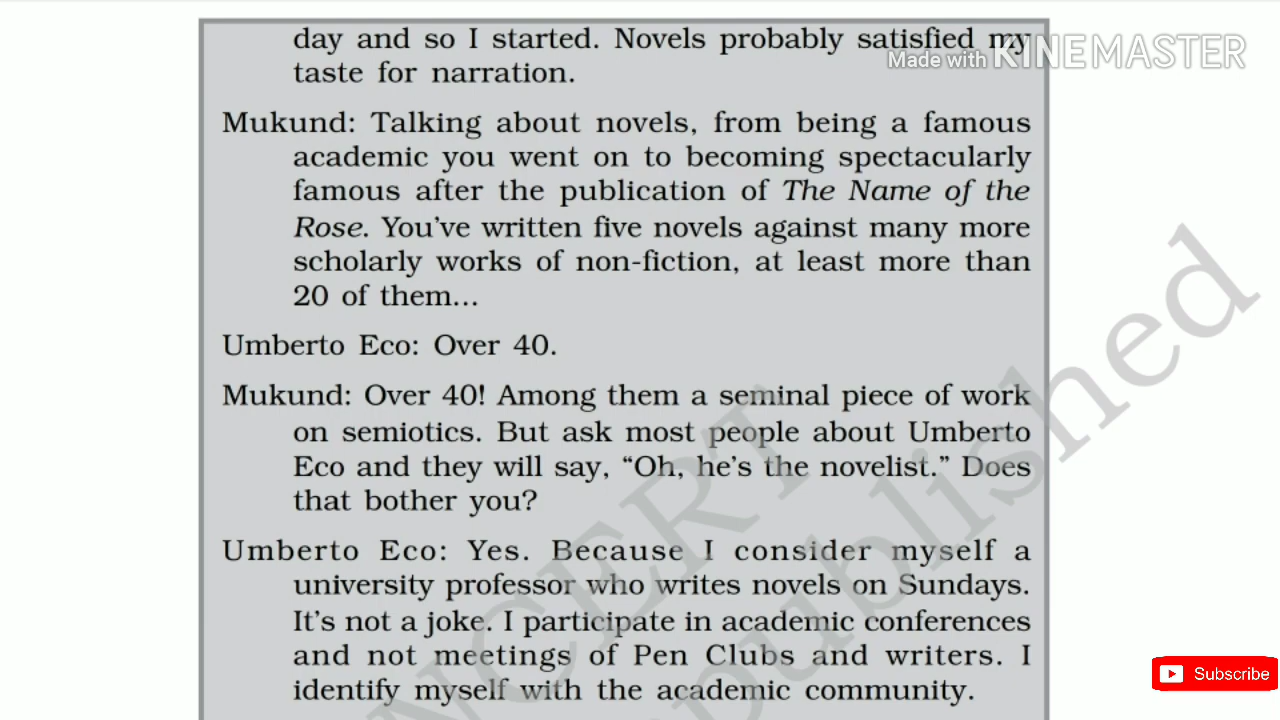 day and so I started. Novels probably satisfied my
taste for narration.
Made with KINEMASTER
Mukund: Talking about novels, from being a famous
academic you went on to becoming spectacularly
famous after the publication of The Name of the
Rose. You've written five novels against many more
scholarly works of non-fiction, at least more than
20 of them...
Umberto Eco: Over 40.
Mukund: Over 40! Among them a seminal piece of work
on semiotics. But ask most people about Umberto
Eco and they will say, “Oh, he's the novelist.” Does
that bother you?
Umberto Eco: Yes. Because I consider myself a
university professor who writes novels on Sundays.
It's not a joke. I participate in academic conferences
and not meetings of Pen Clubs and writers. I
identify myself with the academic community.
NCERT
published
Subscribe